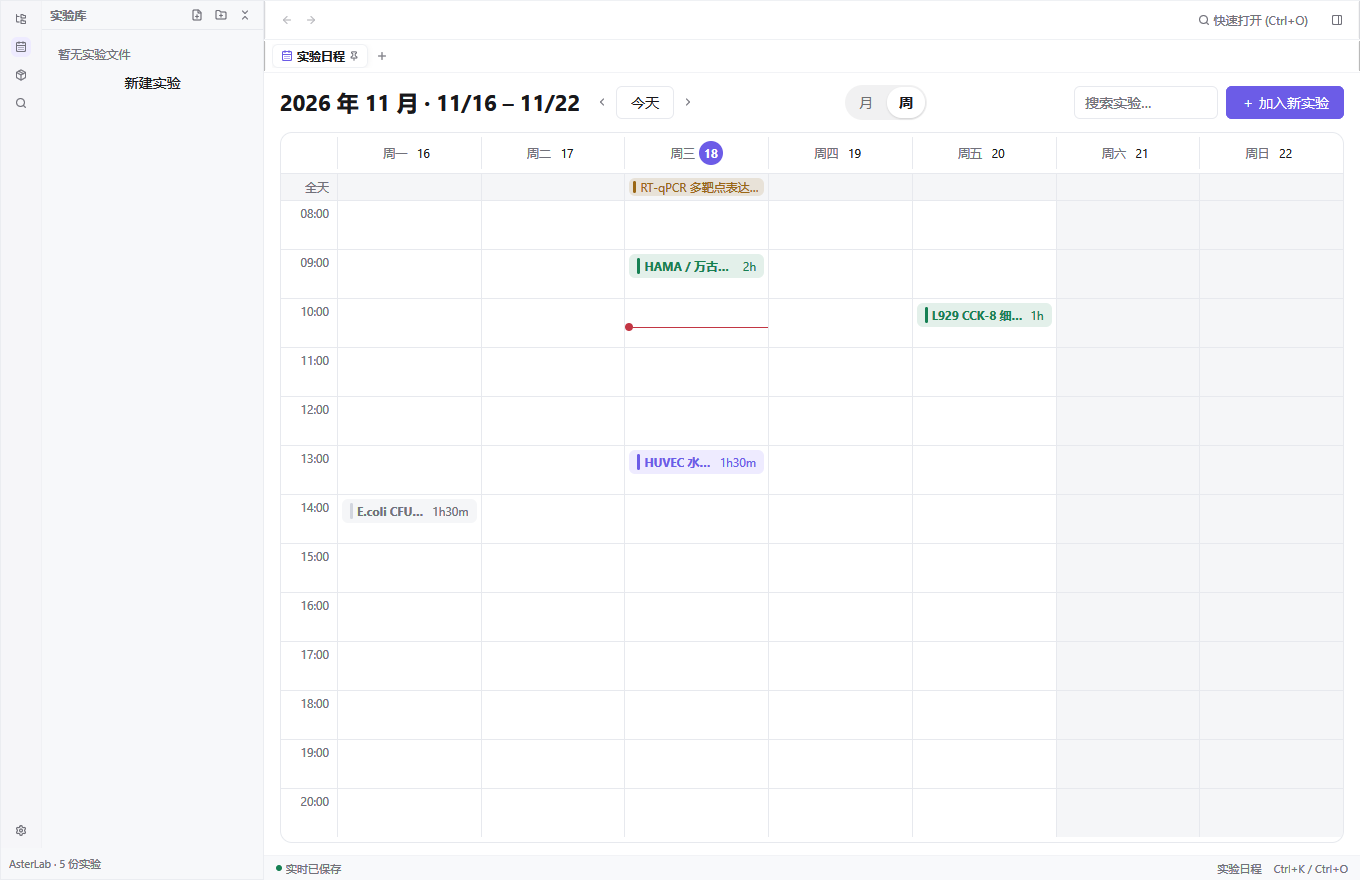 实验库
快速打开 (Ctrl+O)
暂无实验文件
新建实验
实验日程
+
2026 年 11 月 · 11/16 – 11/22
今天
月
周
搜索实验...
+ 加入新实验
周一 16
周二 17
周三 18
周四 19
周五 20
周六 21
周日 22
全天
RT-qPCR 多靶点表达...
08:00
09:00
HAMA / 万古... 2h
10:00
L929 CCK-8 细... 1h
11:00
12:00
13:00
HUVEC 水... 1h30m
14:00
E.coli CFU... 1h30m
15:00
16:00
17:00
18:00
19:00
20:00
AsterLab · 5 份实验
实时已保存
实验日程
Ctrl+K / Ctrl+O